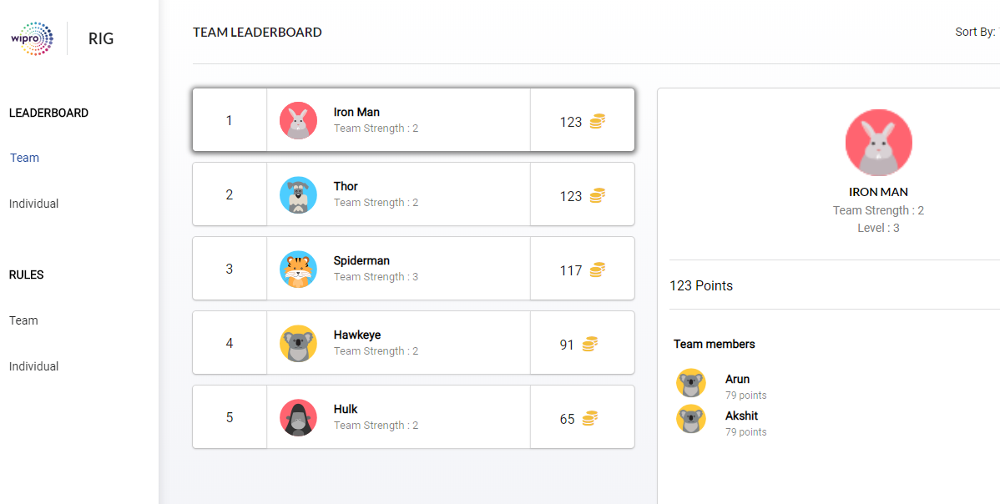 wipro
RIG
LEADERBOARD
Team
Individual
RULES
Team
Individual
TEAM LEADERBOARD
Sort By:
1
Iron Man
Team Strength : 2
123
2
Thor
Team Strength : 2
123
3
Spiderman
Team Strength : 3
117
4
Hawkeye
Team Strength : 2
91
5
Hulk
Team Strength : 2
65
IRON MAN
Team Strength : 2
Level : 3
123 Points
Team members
Arun
79 points
Akshit
79 points